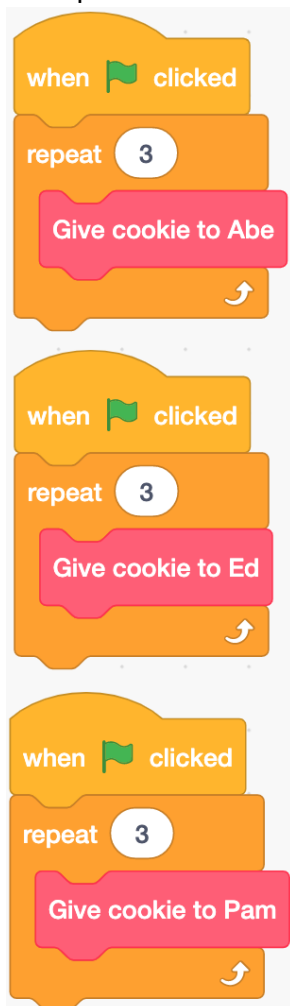 when clicked
repeat 3
Give cookie to Abe
when clicked
repeat 3
Give cookie to Ed
when clicked
repeat 3
Give cookie to Pam